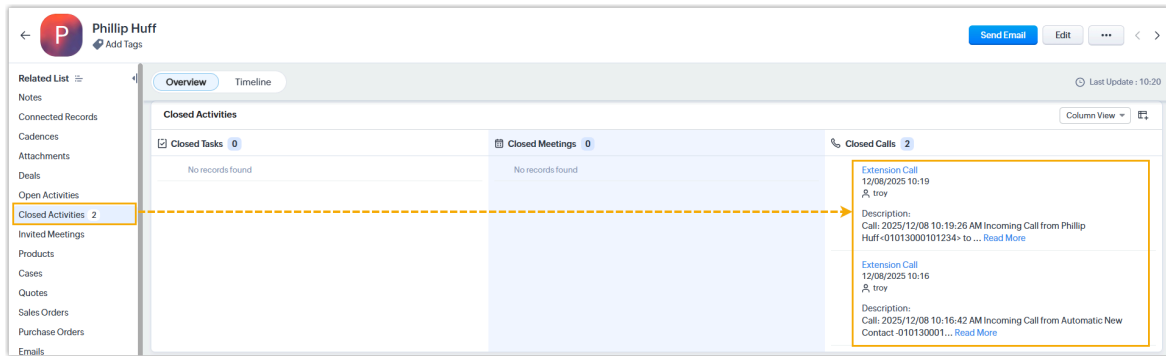 P
Phillip Huff
Add Tags
Send Email
Edit
•••
Related List
Notes
Connected Records
Cadences
Attachments
Deals
Open Activities
Closed Activities 2
Invited Meetings
Products
Cases
Quotes
Sales Orders
Purchase Orders
Emails
Overview
Timeline
Last Update : 10:20
Closed Activities
Column View
Closed Tasks 0
No records found
Closed Meetings 0
No records found
Closed Calls 2
Extension Call
12/08/2025 10:19
troy
Description:
Call: 2025/12/08 10:19:26 AM Incoming Call from Phillip
Huff<01013000101234> to ... Read More
Extension Call
12/08/2025 10:16
troy
Description:
Call: 2025/12/08 10:16:42 AM Incoming Call from Automatic New
Contact -010130001... Read More